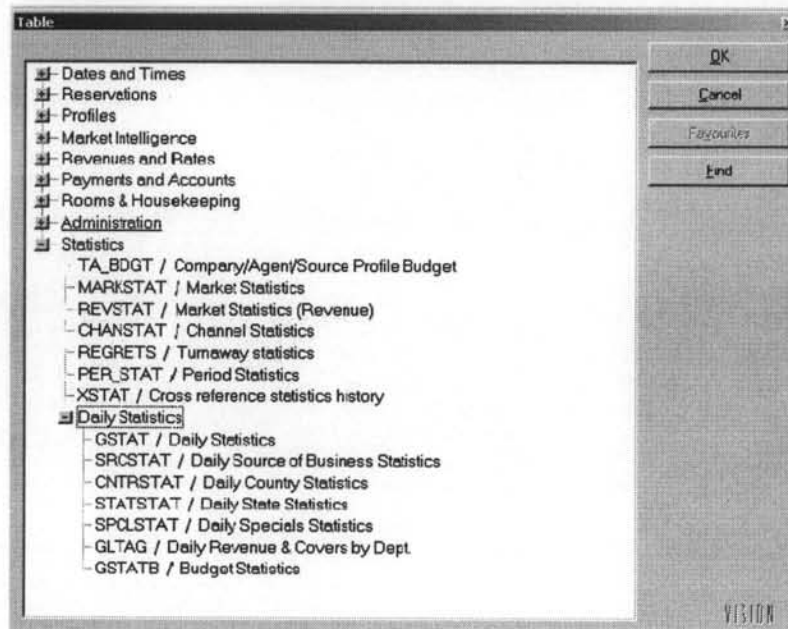 Table
OK
Cancel
Favourites
Find
Dates and Times
Reservations
Profiles
Market Intelligence
Revenues and Rates
Payments and Accounts
Rooms & Housekeeping
Administration
Statistics
TA_BDGT / Company/Agent/Source Profile Budget
MARKSTAT / Market Statistics
REVSTAT / Market Statistics (Revenue)
CHANSTAT / Channel Statistics
REGRETS / Turnaway statistics
PER_STAT / Period Statistics
XSTAT / Cross reference statistics history
Daily Statistics
GSTAT / Daily Statistics
SRCSTAT / Daily Source of Business Statistics
CNTRSTAT / Daily Country Statistics
STATSTAT / Daily State Statistics
SPCLSTAT / Daily Specials Statistics
GLTAG / Daily Revenue & Covers by Dept.
GSTATB / Budget Statistics
VISION